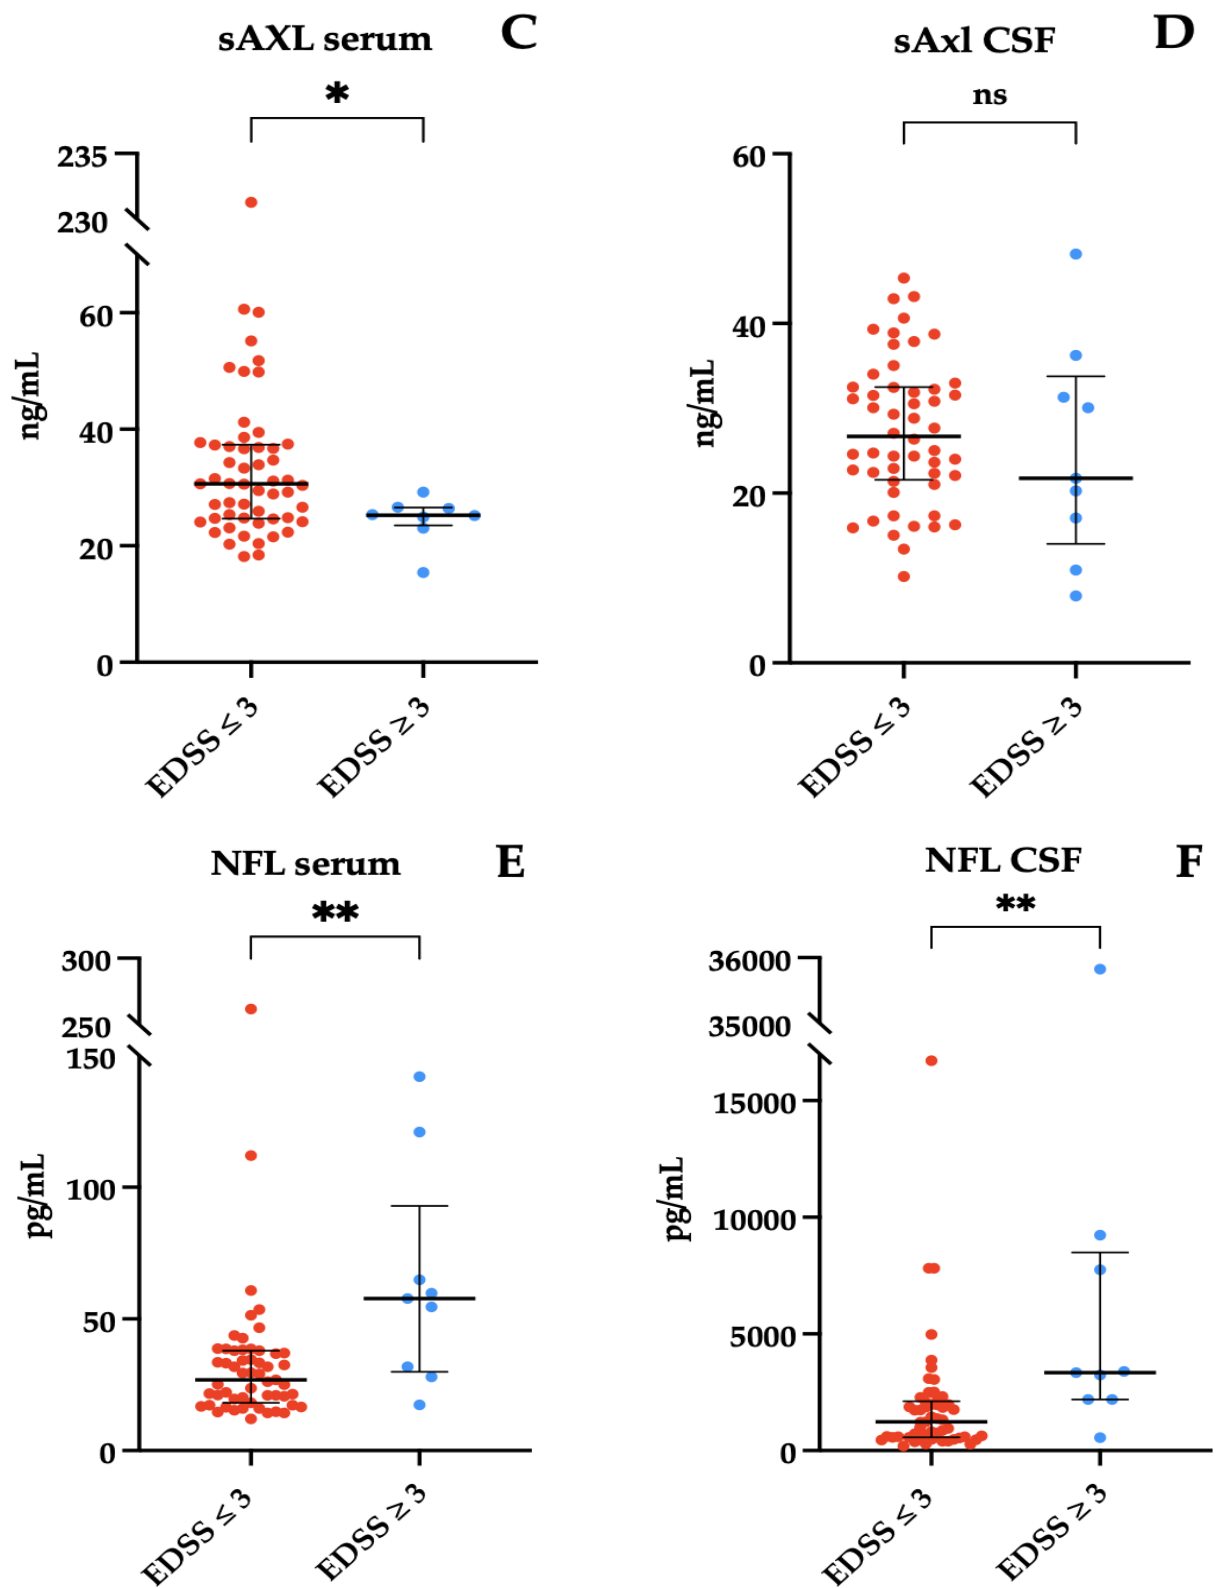 sAXL serum C
*
235
230
60
40
20
0
ng/mL
EDSS ≤ 3
EDSS ≥ 3
sAxl CSF D
ns
60
40
20
0
ng/mL
EDSS ≤ 3
EDSS ≥ 3
NFL serum E
**
300
250
150
100
50
0
pg/mL
EDSS ≤ 3
EDSS ≥ 3
NFL CSF F
**
36000
35000
15000
10000
5000
0
pg/mL
EDSS ≤ 3
EDSS ≥ 3